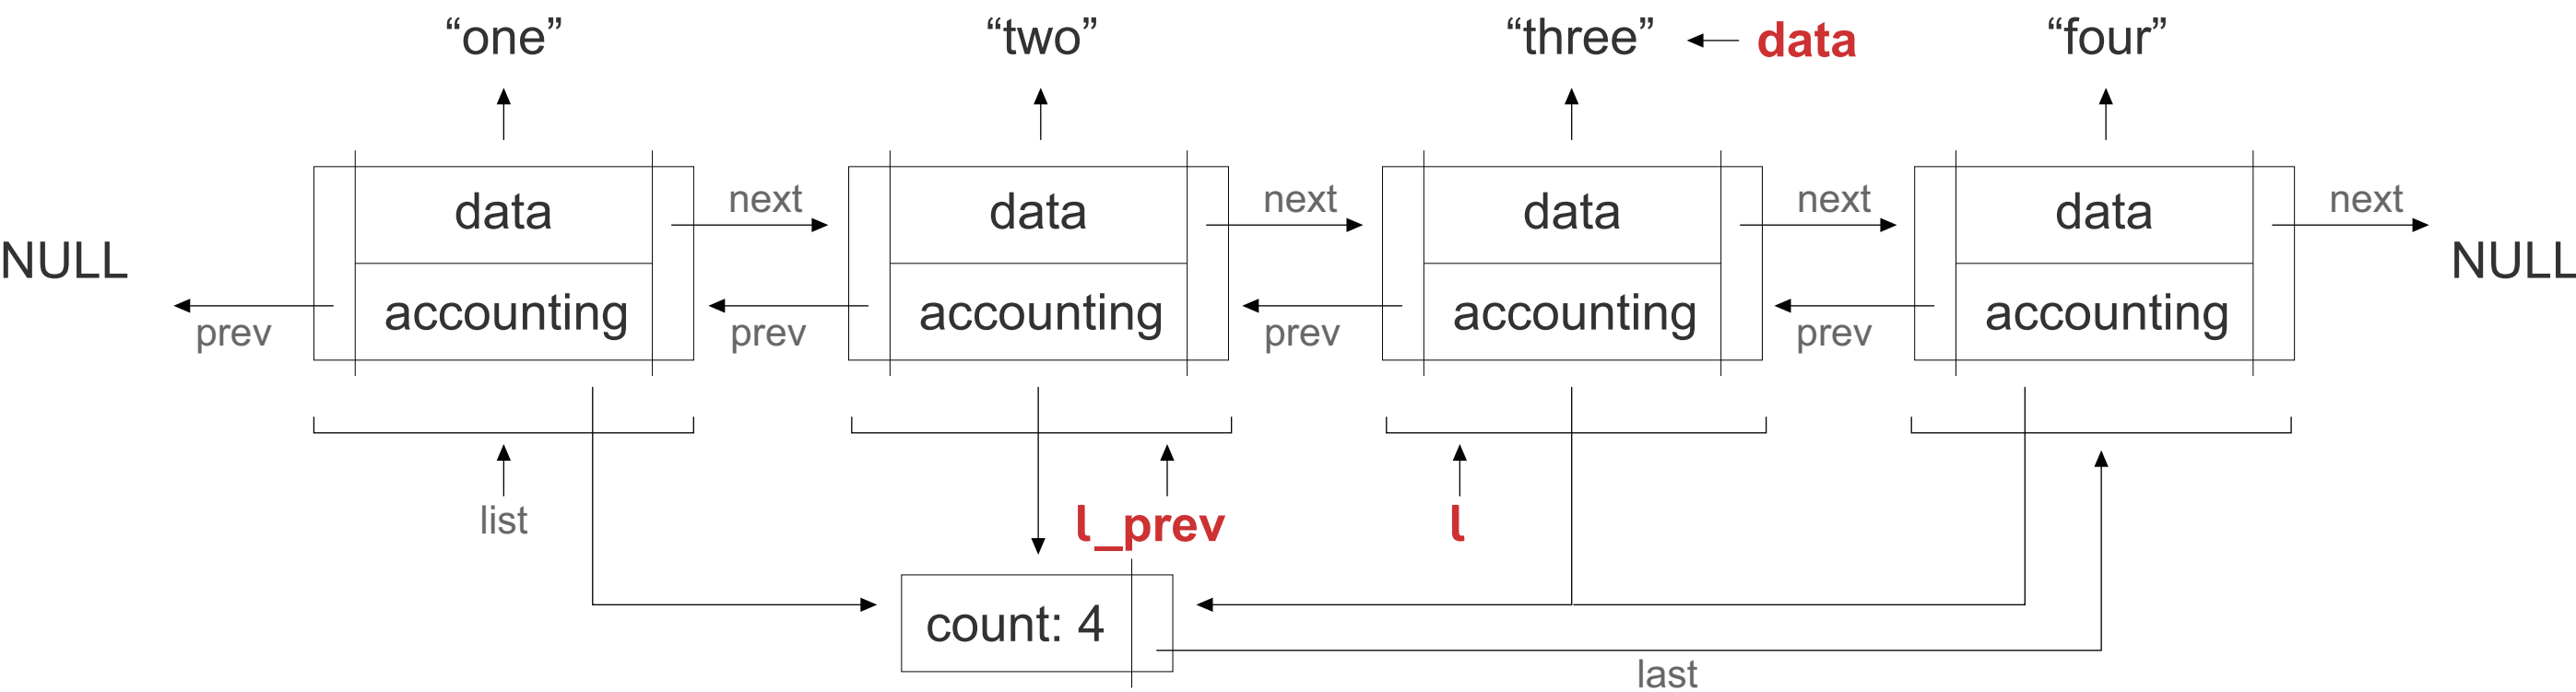 “one” “two” “three” data “four”
data next data next data next data next
NULL NULL
prev accounting prev accounting prev accounting prev accounting
list l_prev l
count: 4
last